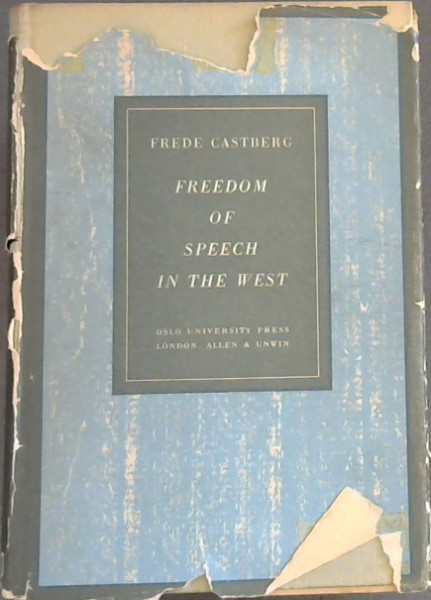 FREDE CASTBERG
FREEDOM
OF
SPEECH
IN THE WEST
OSLO UNIVERSITY PRESS
LONDON ALLEN & UNWIN